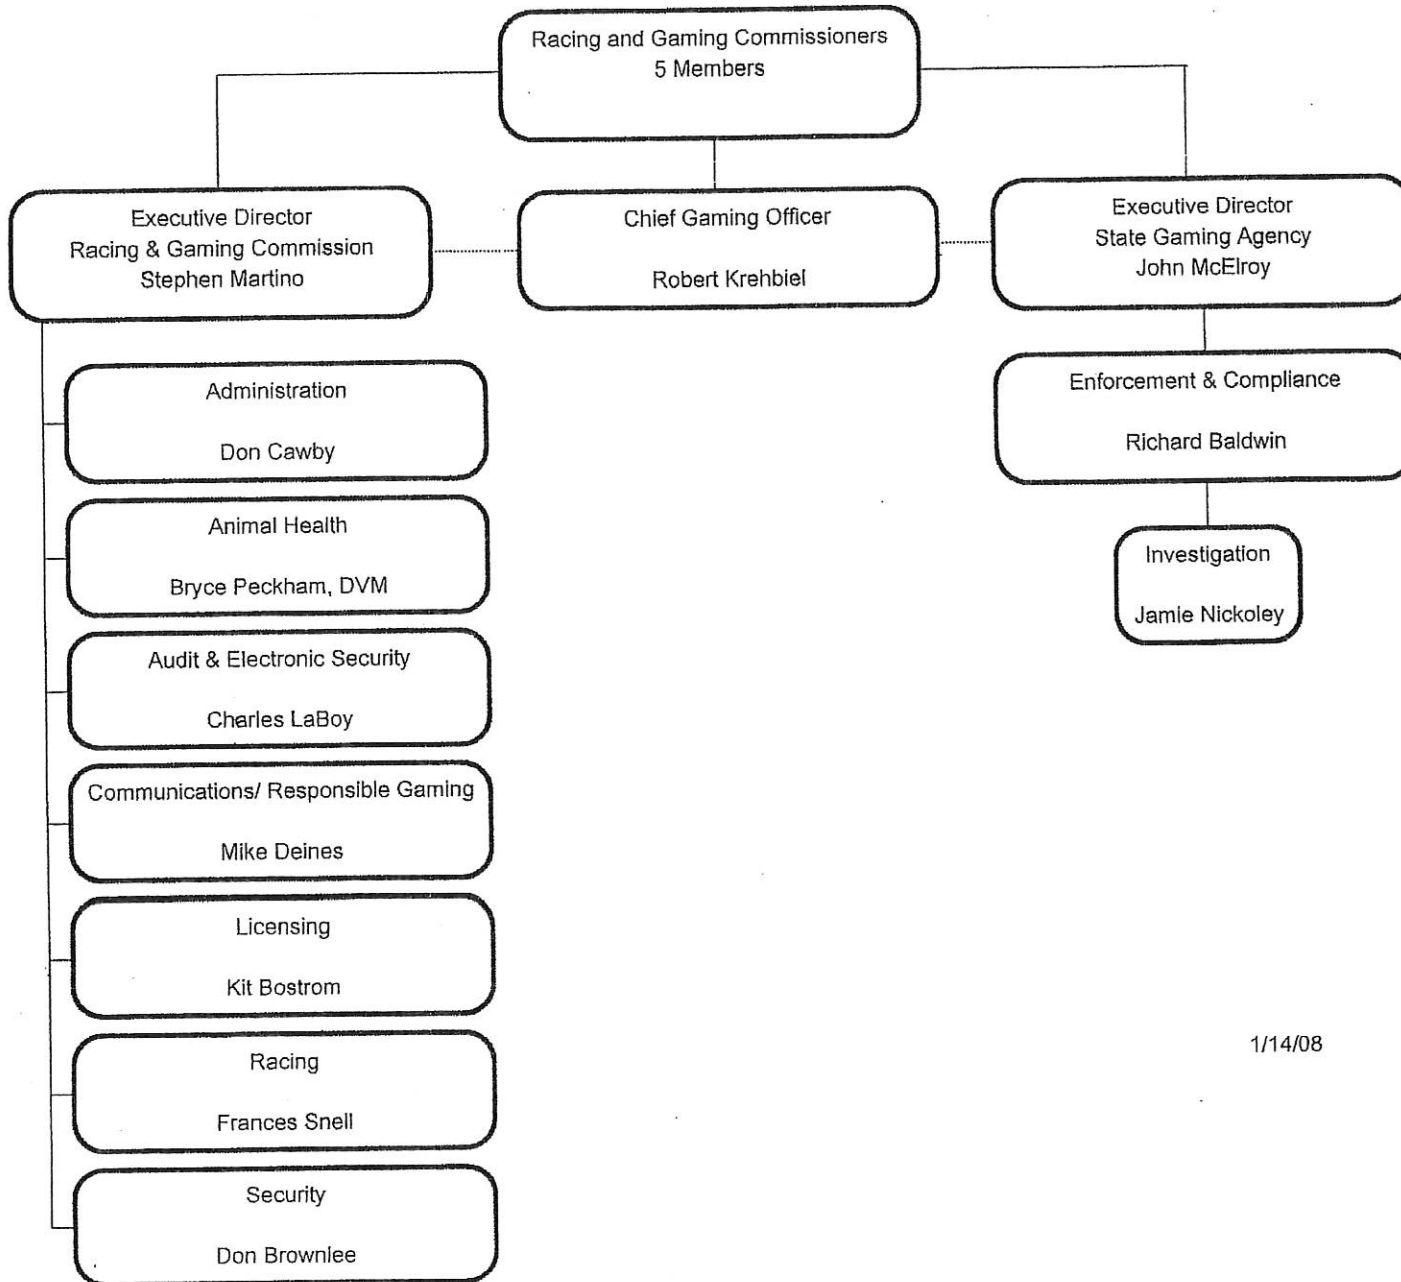 Racing and Gaming Commissioners
5 Members
Executive Director
Racing & Gaming Commission
Stephen Martino
Chief Gaming Officer
Robert Krehbiel
Executive Director
State Gaming Agency
John McElroy
Administration
Don Cawby
Animal Health
Bryce Peckham, DVM
Audit & Electronic Security
Charles LaBoy
Communications/ Responsible Gaming
Mike Deines
Licensing
Kit Bostrom
Racing
Frances Snell
Security
Don Brownlee
Enforcement & Compliance
Richard Baldwin
Investigation
Jamie Nickoley
1/14/08